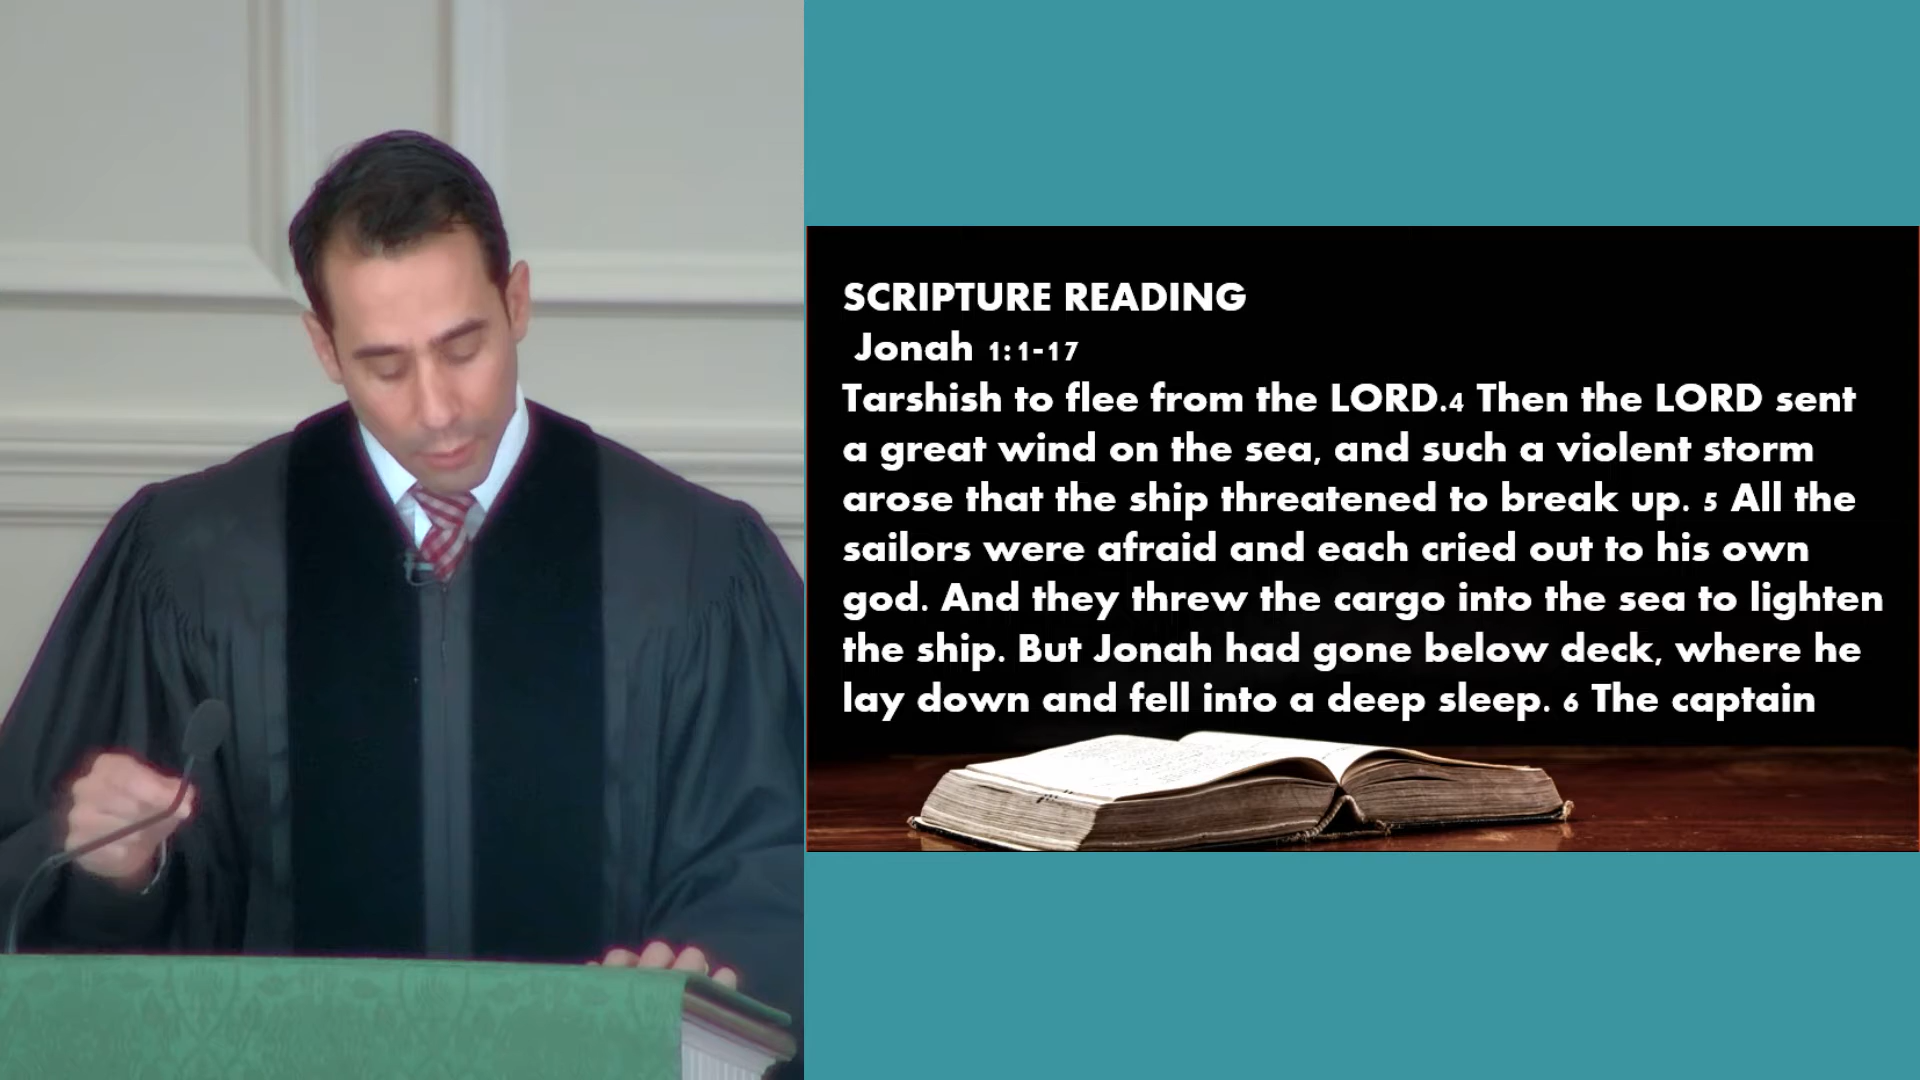 SCRIPTURE READING
Jonah 1:1-17
Tarshish to flee from the LORD.4 Then the LORD sent
a great wind on the sea, and such a violent storm
arose that the ship threatened to break up. 5 All the
sailors were afraid and each cried out to his own
god. And they threw the cargo into the sea to lighten
the ship. But Jonah had gone below deck, where he
lay down and fell into a deep sleep. 6 The captain